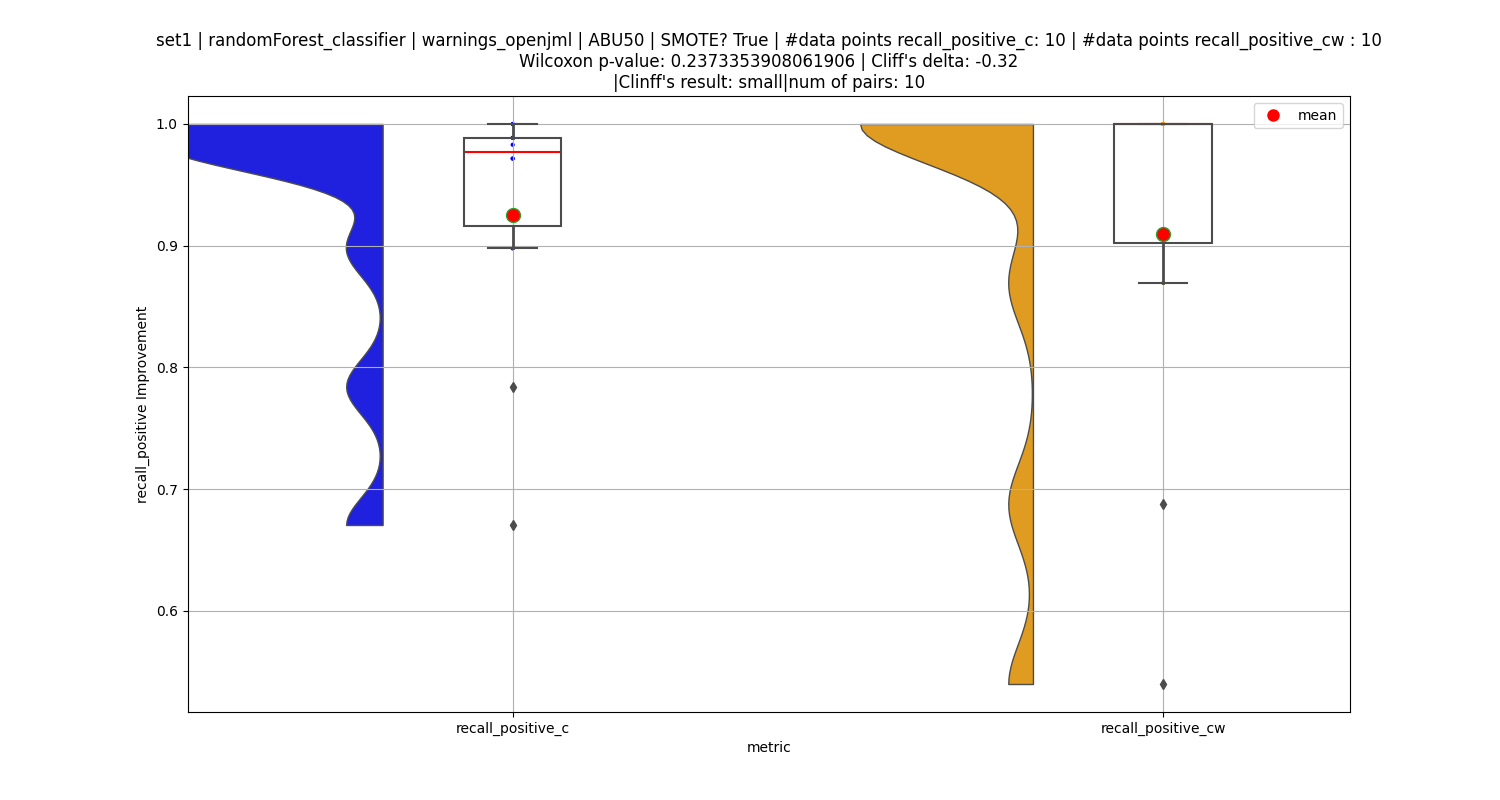 set1 | randomForest_classifier | warnings_openjml | ABU50 | SMOTE? True | #data points recall_positive_c: 10 | #data points recall_positive_cw : 10
Wilcoxon p-value: 0.2373353908061906 | Cliff's delta: -0.32
|Clinff's result: small|num of pairs: 10
mean
1.0
0.9
0.8
0.7
0.6
recall_positive Improvement
recall_positive_c
recall_positive_cw
metric